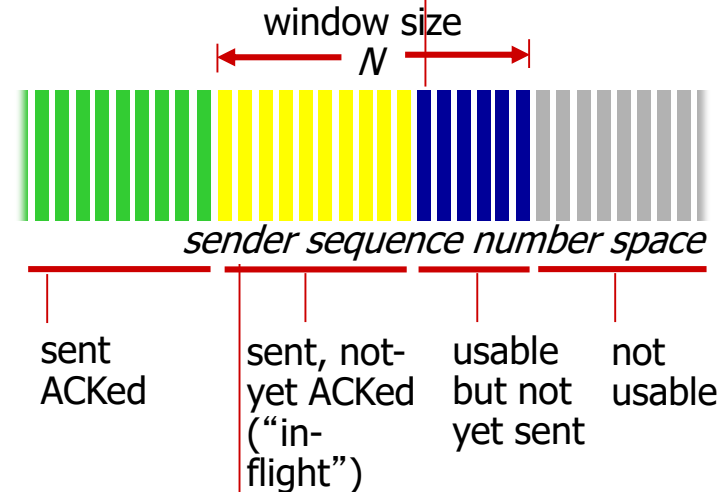 window size
N
sender sequence number space
sent
ACKed
sent, not-
yet ACKed
(“in-
flight”)
usable
but not
yet sent
not
usable